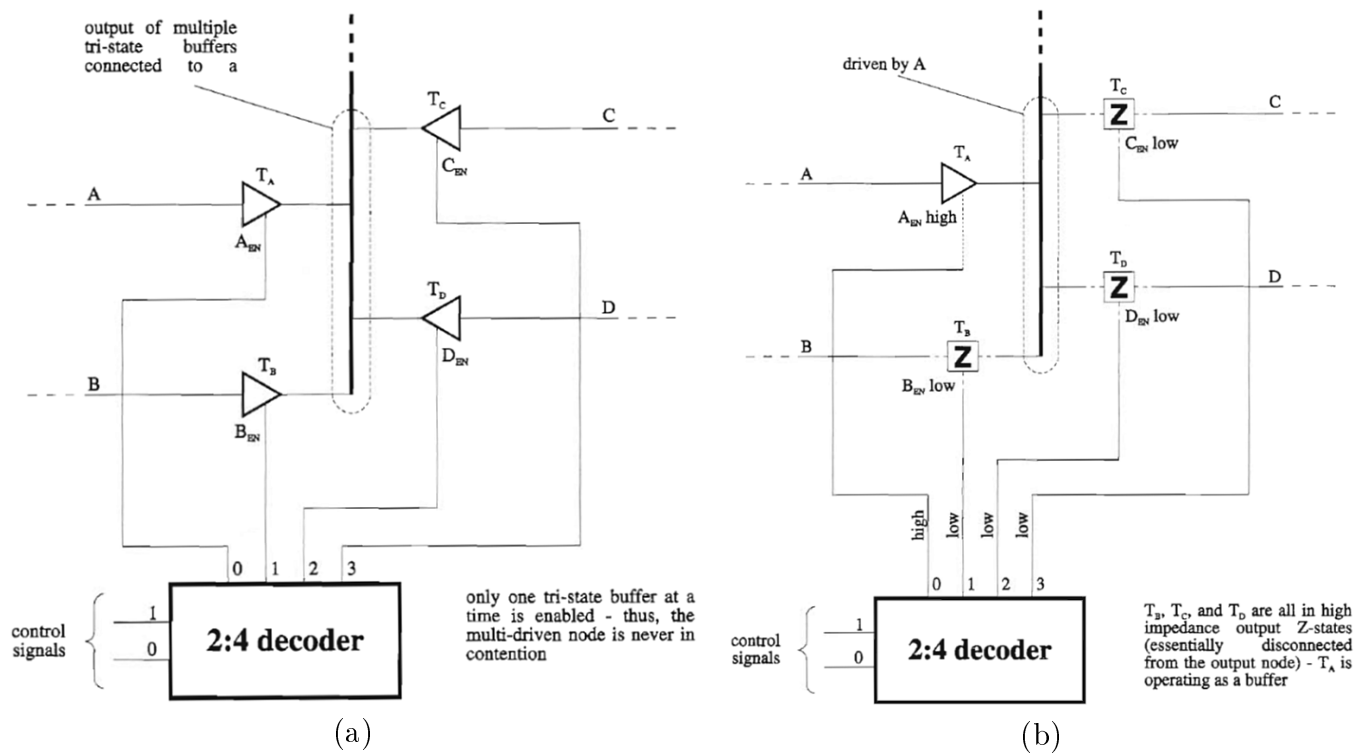 output of multiple
tri-state buffers
connected to a
T_C
C
C_EN
T_A
A
A_EN
T_D
D
D_EN
T_B
B
B_EN
0 1 2 3
control
signals
1
0
2:4 decoder
only one tri-state buffer at a
time is enabled - thus, the
multi-driven node is never in
contention
(a)
driven by A
T_C
C
Z
C_EN low
T_A
A
A_EN high
T_D
D
Z
D_EN low
T_B
B
Z
B_EN low
high low low low
0 1 2 3
control
signals
1
0
2:4 decoder
T_B, T_C, and T_D are all in high
impedance output Z-states
(essentially disconnected
from the output node) - T_A is
operating as a buffer
(b)